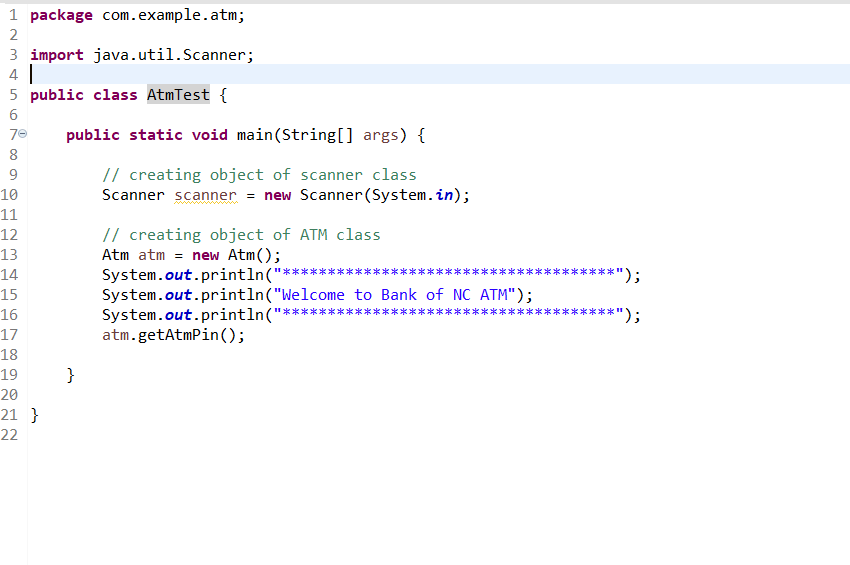 1 package com.example.atm;
2
3 import java.util.Scanner;
4
5 public class AtmTest {
6
7 public static void main(String[] args) {
8
9 // creating object of scanner class
10 Scanner scanner = new Scanner(System.in);
11
12 // creating object of ATM class
13 Atm atm = new Atm();
14 System.out.println("*************************************");
15 System.out.println("Welcome to Bank of NC ATM");
16 System.out.println("*************************************");
17 atm.getAtmPin();
18
19 }
20
21 }
22